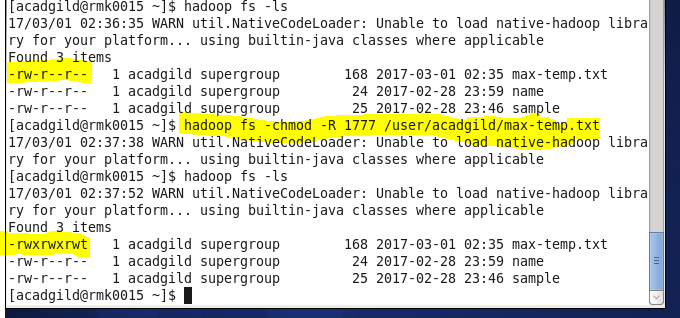 [acadgild@rmk0015 ~]$ hadoop fs -ls
17/03/01 02:36:35 WARN util.NativeCodeLoader: Unable to load native-hadoop libra
ry for your platform... using builtin-java classes where applicable
Found 3 items
-rw-r--r--   1 acadgild supergroup        168 2017-03-01 02:35 max-temp.txt
-rw-r--r--   1 acadgild supergroup         24 2017-02-28 23:59 name
-rw-r--r--   1 acadgild supergroup         25 2017-02-28 23:46 sample
[acadgild@rmk0015 ~]$ hadoop fs -chmod -R 1777 /user/acadgild/max-temp.txt
17/03/01 02:37:38 WARN util.NativeCodeLoader: Unable to load native-hadoop libra
ry for your platform... using builtin-java classes where applicable
[acadgild@rmk0015 ~]$ hadoop fs -ls
17/03/01 02:37:52 WARN util.NativeCodeLoader: Unable to load native-hadoop libra
ry for your platform... using builtin-java classes where applicable
Found 3 items
-rwxrwxrwt   1 acadgild supergroup        168 2017-03-01 02:35 max-temp.txt
-rw-r--r--   1 acadgild supergroup         24 2017-02-28 23:59 name
-rw-r--r--   1 acadgild supergroup         25 2017-02-28 23:46 sample
[acadgild@rmk0015 ~]$